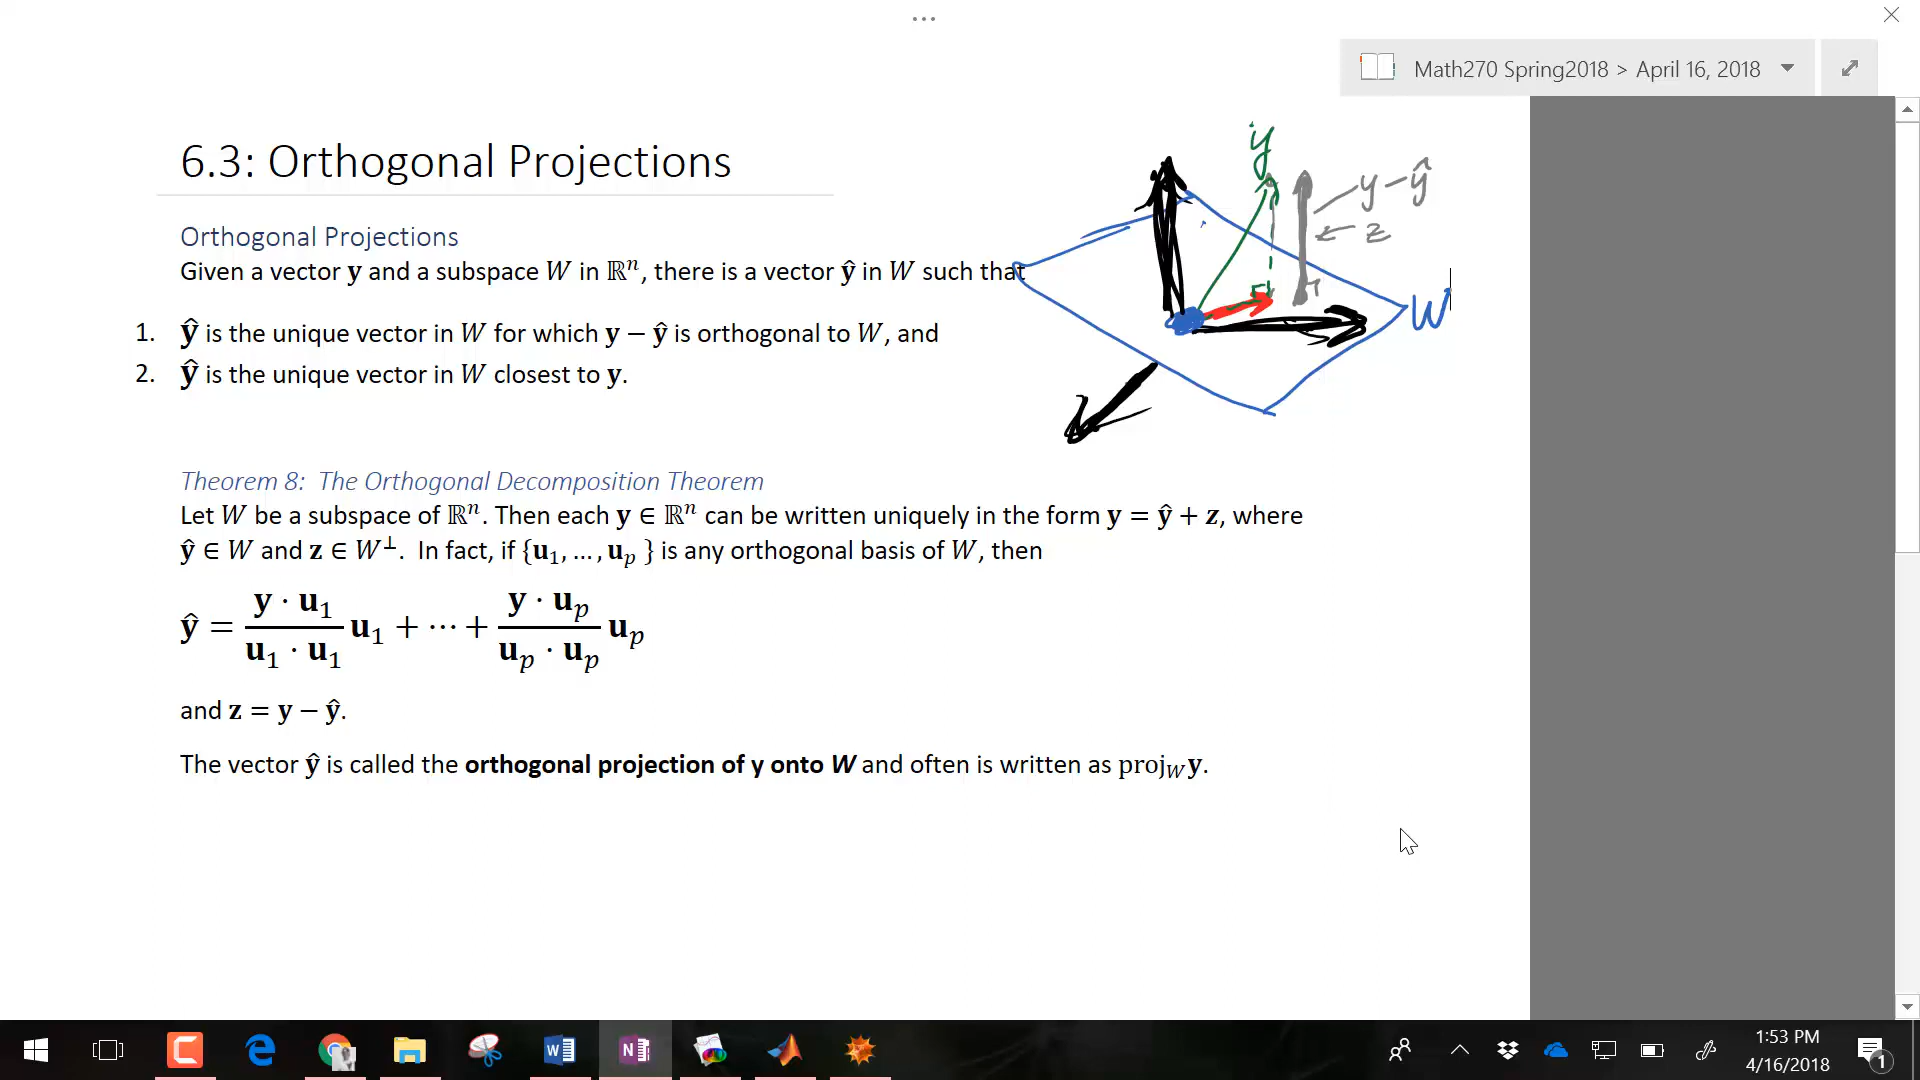 ...
Math270 Spring2018 > April 16, 2018
6.3: Orthogonal Projections
Orthogonal Projections
Given a vector 𝐲 and a subspace 𝑊 in ℝⁿ, there is a vector 𝐲̂ in 𝑊 such that
1. 𝐲̂ is the unique vector in 𝑊 for which 𝐲 − 𝐲̂ is orthogonal to 𝑊, and
2. 𝐲̂ is the unique vector in 𝑊 closest to 𝐲.
y
y − ŷ
← z
W
Theorem 8: The Orthogonal Decomposition Theorem
Let 𝑊 be a subspace of ℝⁿ. Then each 𝐲 ∈ ℝⁿ can be written uniquely in the form 𝐲 = 𝐲̂ + 𝐳, where
𝐲̂ ∈ 𝑊 and 𝐳 ∈ 𝑊⊥. In fact, if {𝐮₁, … , 𝐮ₚ } is any orthogonal basis of 𝑊, then
𝐲̂ = (𝐲 · 𝐮₁)/(𝐮₁ · 𝐮₁) 𝐮₁ + ⋯ + (𝐲 · 𝐮ₚ)/(𝐮ₚ · 𝐮ₚ) 𝐮ₚ
and 𝐳 = 𝐲 − 𝐲̂.
The vector 𝐲̂ is called the orthogonal projection of y onto W and often is written as proj_𝑊 𝐲.
1:53 PM
4/16/2018
1